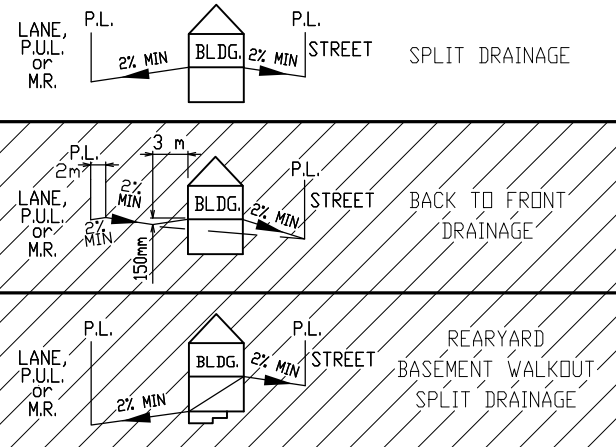 P.L.
P.L.
LANE,
P.U.L.
or
M.R.
2% MIN
BLDG.
2% MIN
STREET
SPLIT DRAINAGE
3 m
P.L.
2m
P.L.
2%
MIN
LANE,
P.U.L.
or
M.R.
2%
MIN
BLDG.
2% MIN
STREET
150mm
BACK TO FRONT
DRAINAGE
P.L.
P.L.
LANE,
P.U.L.
or
M.R.
2% MIN
BLDG.
2% MIN
STREET
REARYARD
BASEMENT WALKOUT
SPLIT DRAINAGE